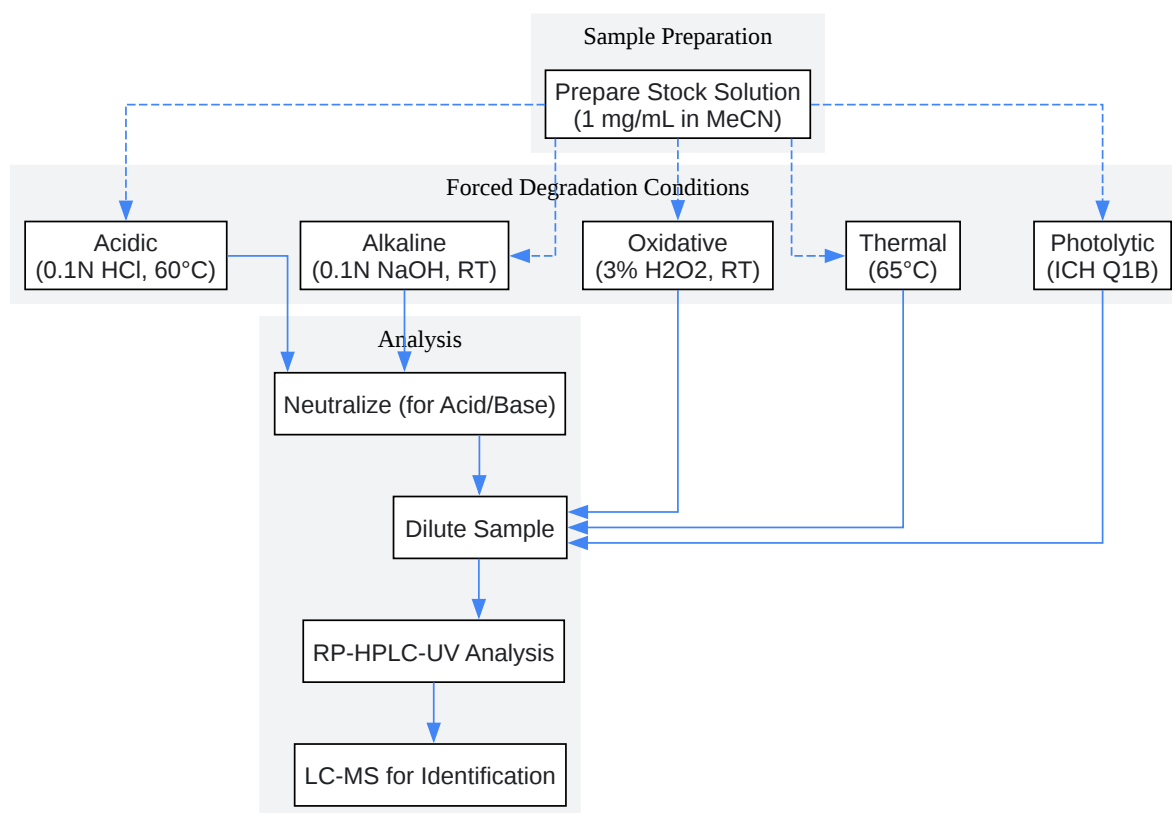 Sample Preparation
Prepare Stock Solution
(1 mg/mL in MeCN)
Forced Degradation Conditions
Acidic
(0.1N HCl, 60°C)
Alkaline
(0.1N NaOH, RT)
Oxidative
(3% H2O2, RT)
Thermal
(65°C)
Photolytic
(ICH Q1B)
Analysis
Neutralize (for Acid/Base)
Dilute Sample
RP-HPLC-UV Analysis
LC-MS for Identification